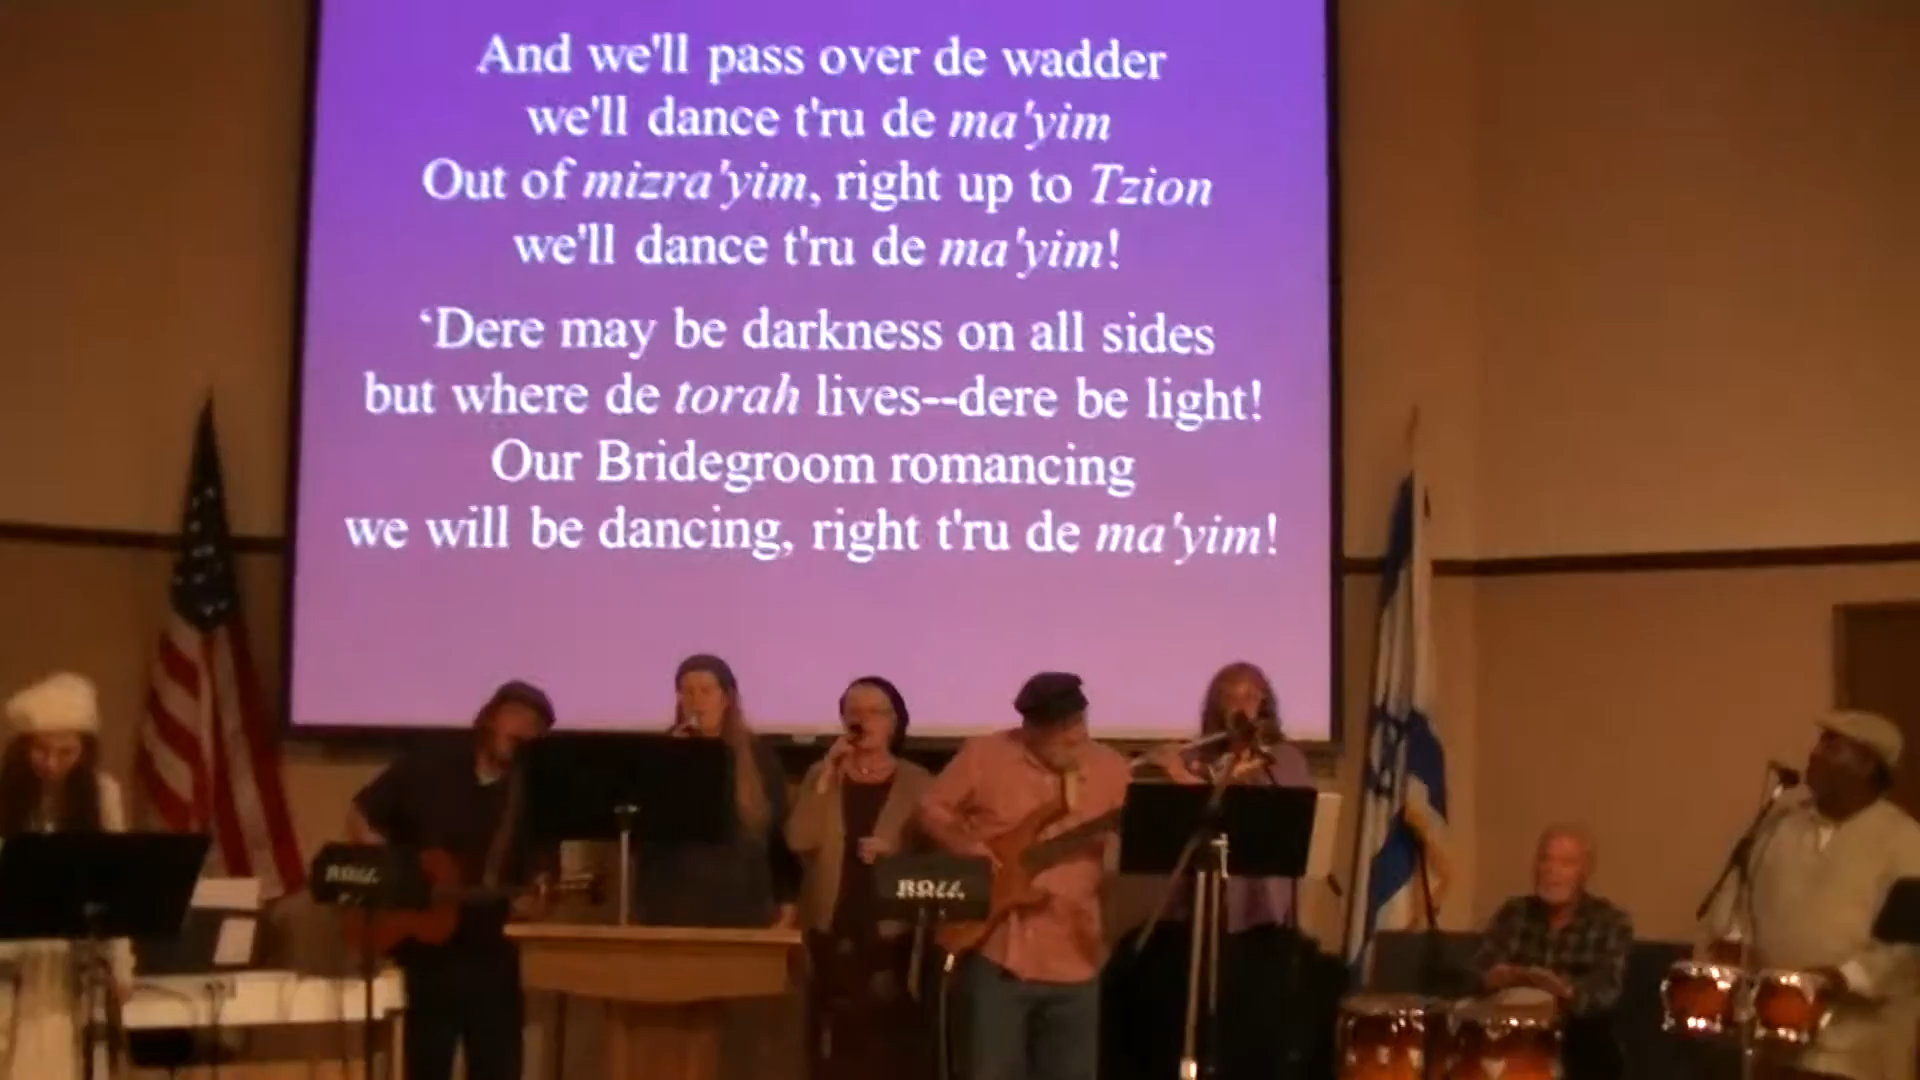 And we'll pass over de wadder
we'll dance t'ru de ma'yim
Out of mizra'yim, right up to Tzion
we'll dance t'ru de ma'yim!
‘Dere may be darkness on all sides
but where de torah lives--dere be light!
Our Bridegroom romancing
we will be dancing, right t'ru de ma'yim!